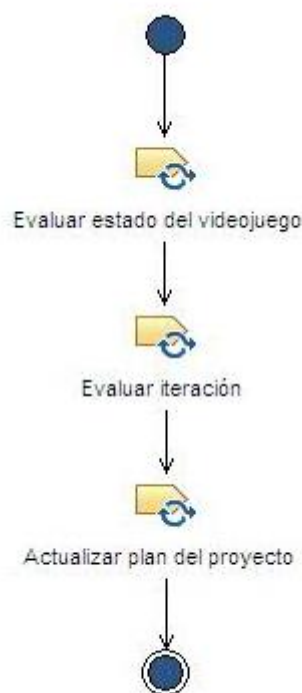 Evaluar estado del videojuego
Evaluar iteración
Actualizar plan del proyecto